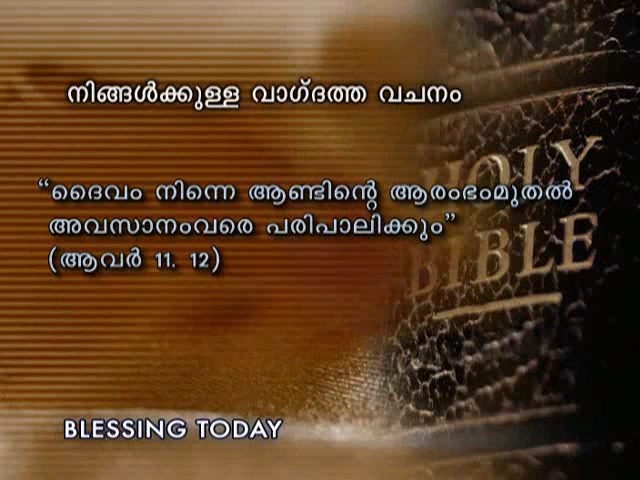 നിങ്ങൾക്കുള്ള വാഗ്ദത്ത വചനം
“ദൈവം നിന്നെ ആണ്ടിന്റെ ആരംഭംമുതൽ
അവസാനംവരെ പരിപാലിക്കും”
(ആവർ 11. 12)
HOLY
BIBLE
BLESSING TODAY